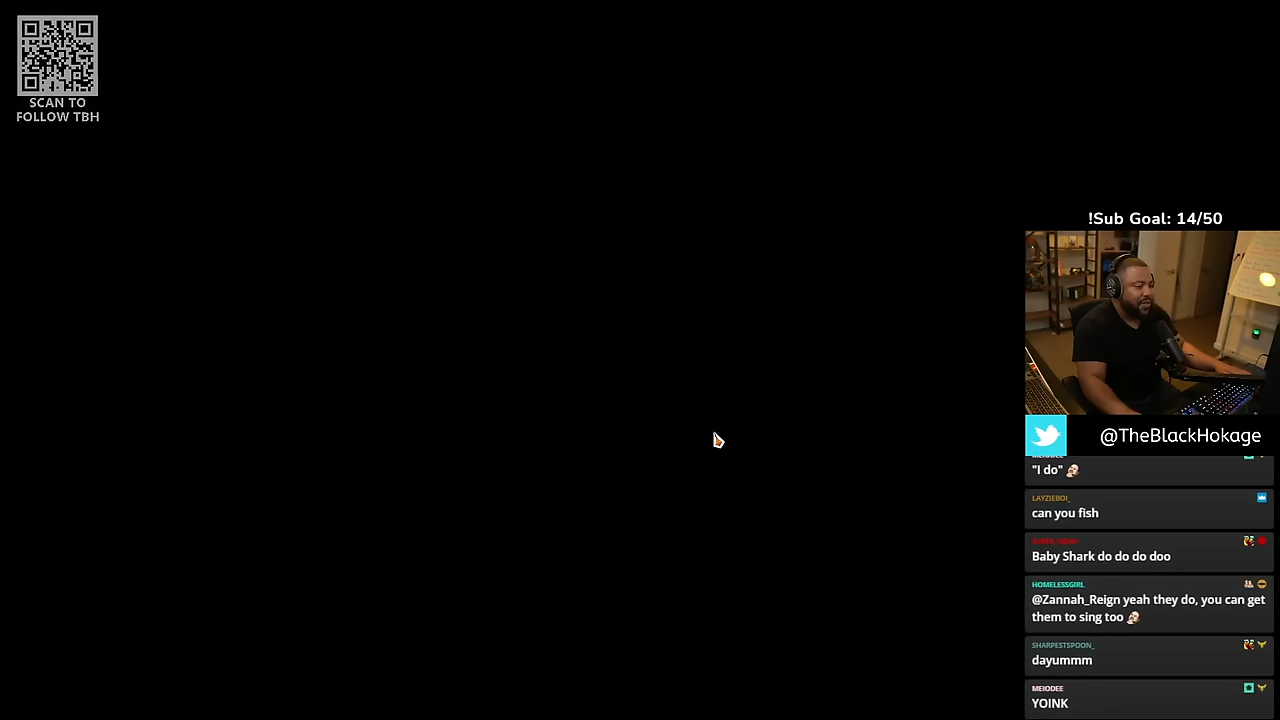 SCAN TO
FOLLOW TBH
!Sub Goal: 14/50
@TheBlackHokage
"I do"
LAYZIEBOI_
can you fish
Baby Shark do do do doo
HOMELESSGIRL
@Zannah_Reign yeah they do, you can get
them to sing too
SHARPESTSPOON_
dayummm
MEIODEE
YOINK